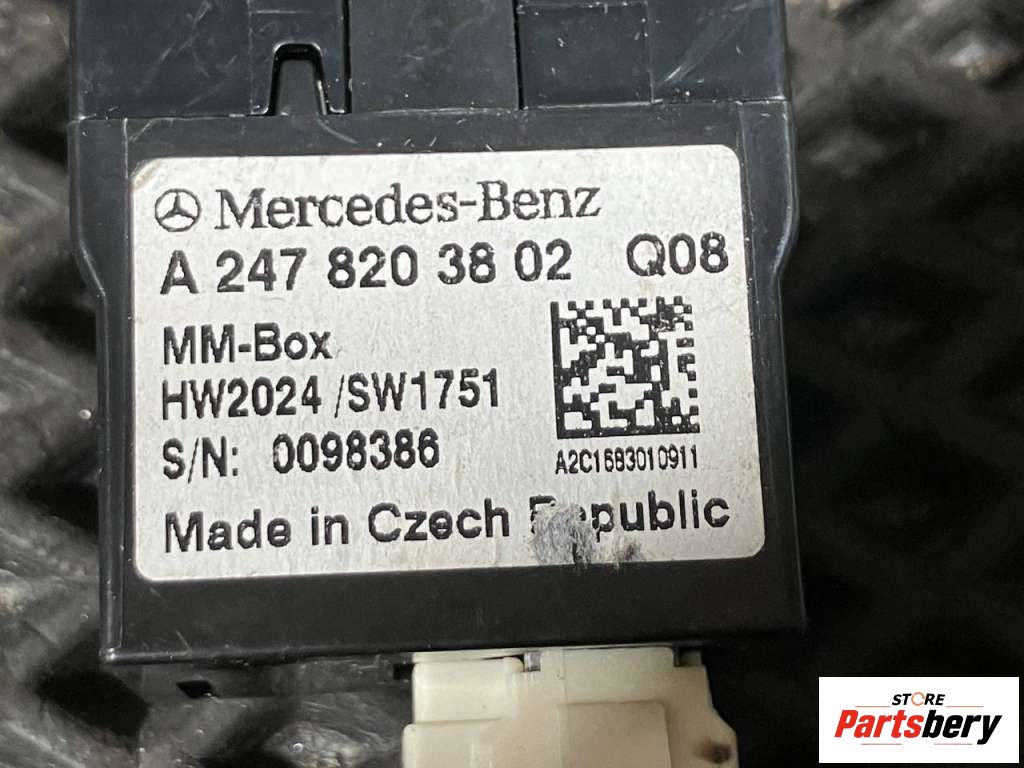 Mercedes-Benz
A 247 820 38 02 Q08
MM-Box
HW2024 /SW1751
S/N: 0098386
A2C1683010911
Made in Czech Republic
STORE
Partsbery